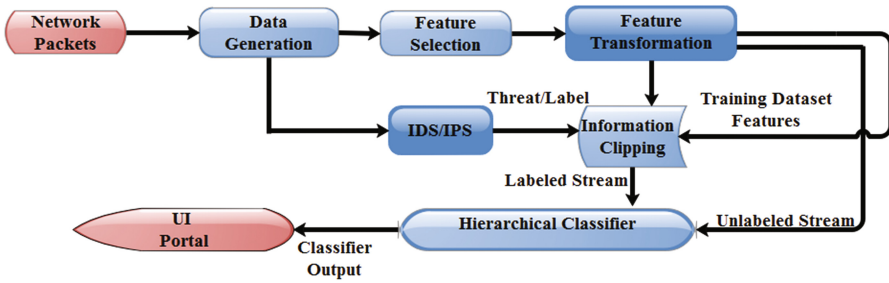 Network
Packets
Data
Generation
Feature
Selection
Feature
Transformation
Threat/Label
IDS/IPS
Information
Clipping
Training Dataset
Features
Labeled Stream
UI
Portal
Hierarchical Classifier
Unlabeled Stream
Classifier
Output